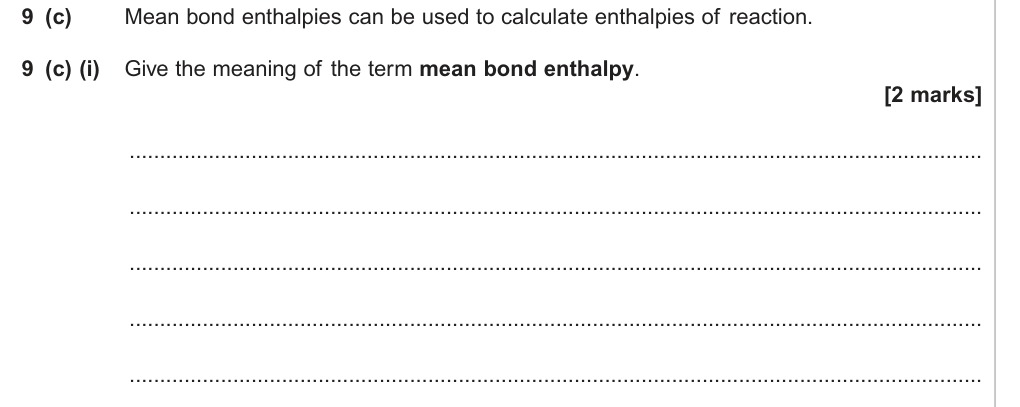 9 (c) Mean bond enthalpies can be used to calculate enthalpies of reaction.
9 (c) (i) Give the meaning of the term mean bond enthalpy.
[2 marks]